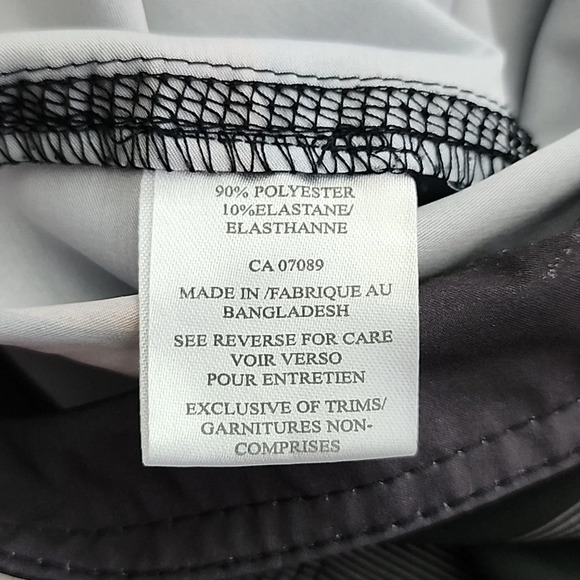 90% POLYESTER
10%ELASTANE/
ELASTHANNE
CA 07089
MADE IN /FABRIQUE AU
BANGLADESH
SEE REVERSE FOR CARE
VOIR VERSO
POUR ENTRETIEN
EXCLUSIVE OF TRIMS/
GARNITURES NON-
COMPRISES